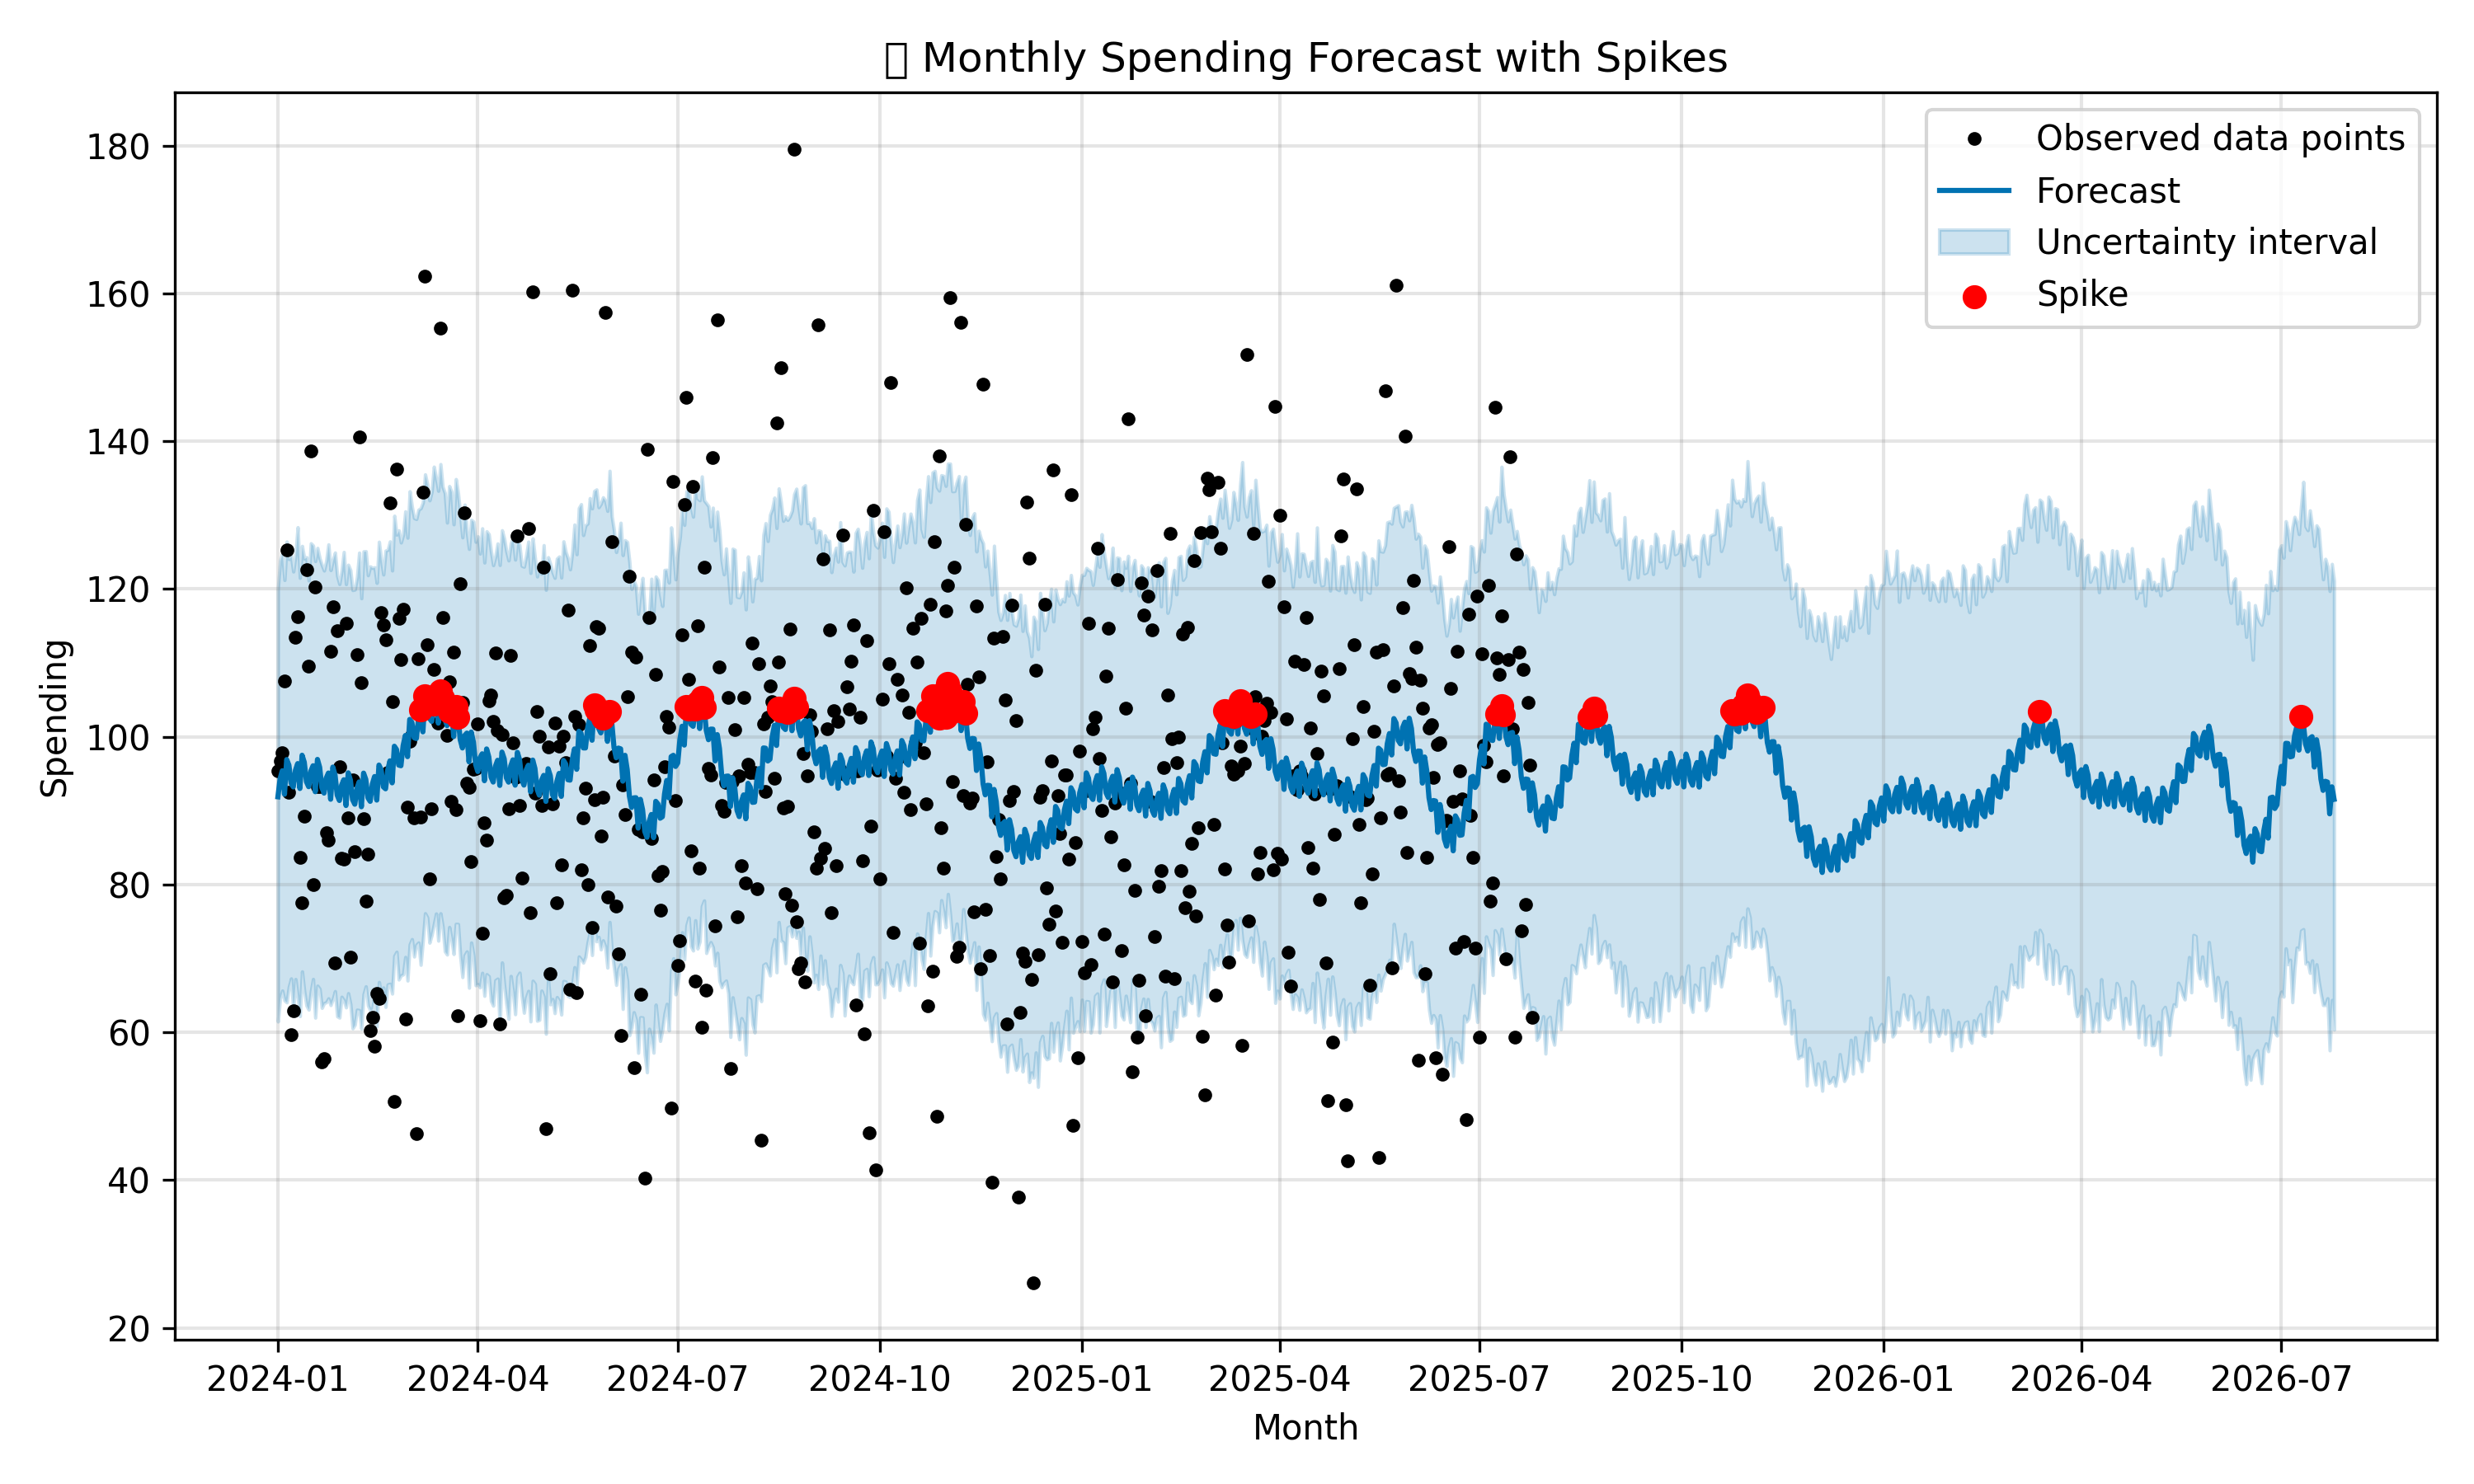 Monthly Spending Forecast with Spikes
Observed data points
Forecast
Uncertainty interval
Spike
180
160
140
120
100
80
60
40
20
Spending
2024-01 2024-04 2024-07 2024-10 2025-01 2025-04 2025-07 2025-10 2026-01 2026-04 2026-07
Month